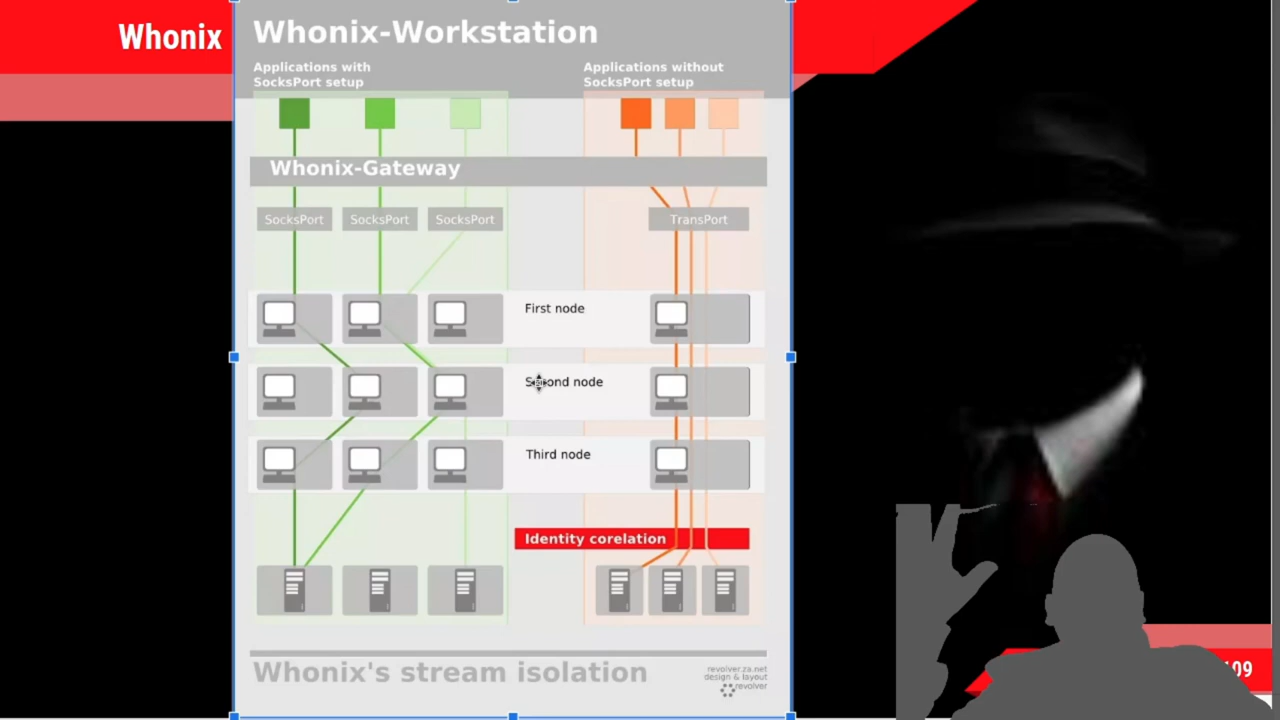 Whonix
Whonix-Workstation
Applications with
SocksPort setup
Applications without
SocksPort setup
Whonix-Gateway
SocksPort
SocksPort
SocksPort
TransPort
First node
Second node
Third node
Identity corelation
Whonix's stream isolation
revolver.za.net
design & layout
revolver
109